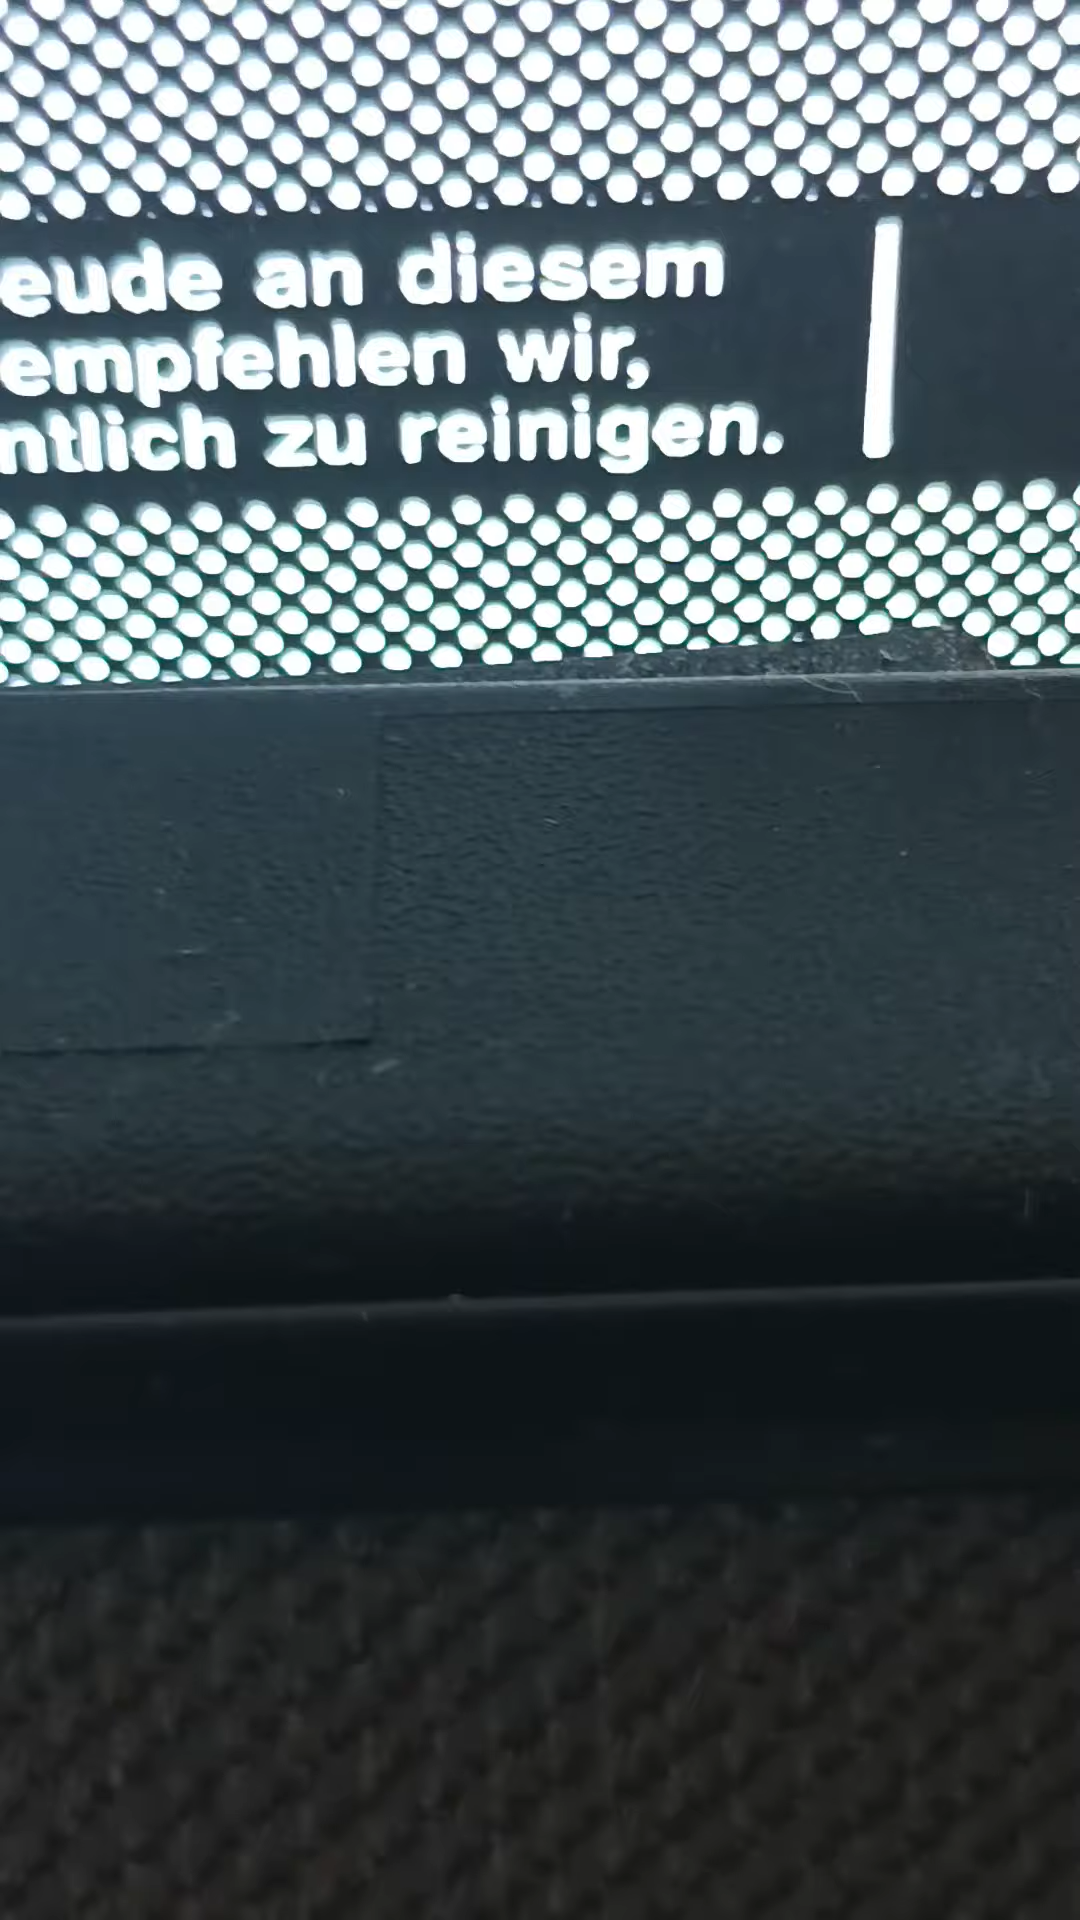 eude an diesem
empfehlen wir,
ntlich zu reinigen.